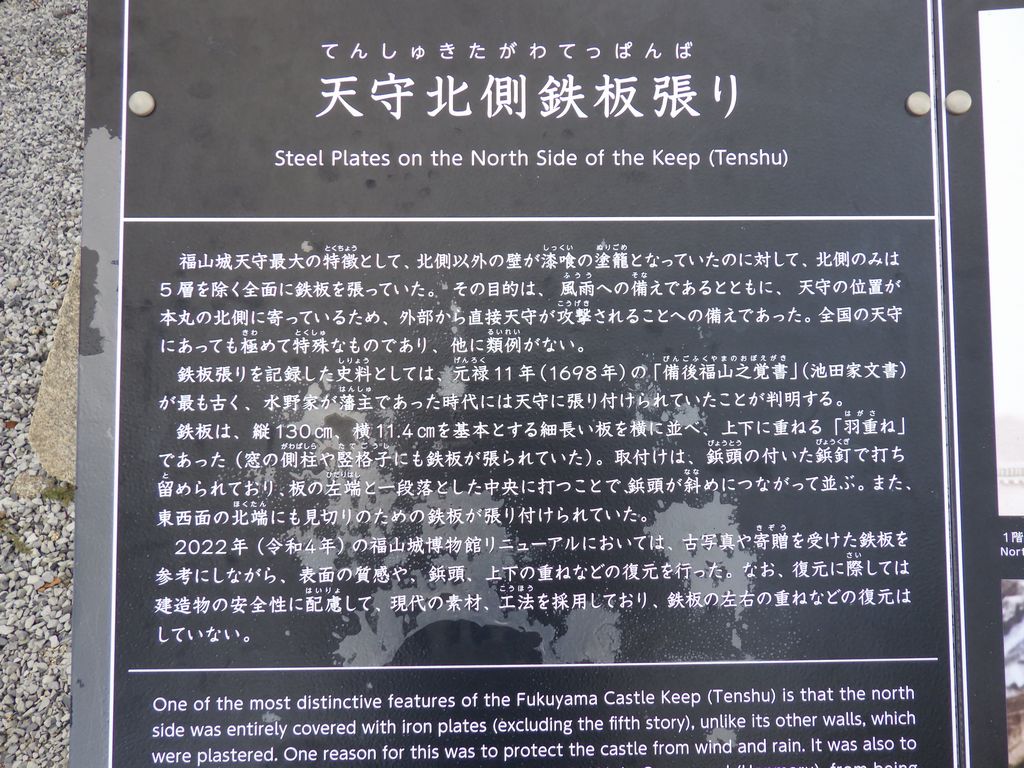 てんしゅきたがわてっぱんば
天守北側鉄板張り
Steel Plates on the North Side of the Keep (Tenshu)
福山城天守最大の特徴として、北側以外の壁が漆喰の塗籠となっていたのに対して、北側のみは
5層を除く全面に鉄板を張っていた。その目的は、風雨への備えであるとともに、天守の位置が
本丸の北側に寄っているため、外部から直接天守が攻撃されることへの備えであった。全国の天守
にあっても極めて特殊なものであり、他に類例がない。
鉄板張りを記録した史料としては、元禄11年(1698年)の「備後福山之覚書」(池田家文書)
が最も古く、水野家が藩主であった時代には天守に張り付けられていたことが判明する。
鉄板は、縦130㎝、横11.4㎝を基本とする細長い板を横に並べ、上下に重ねる「羽重ね」
であった(窓の側柱や竪格子にも鉄板が張られていた)。取付けは、鋲頭の付いた鋲釘で打ち
留められており、板の左端と一段落とした中央に打つことで、鋲頭が斜めにつながって並ぶ。また、
東西面の北端にも見切りのための鉄板が張り付けられていた。
2022年(令和4年)の福山城博物館リニューアルにおいては、古写真や寄贈を受けた鉄板を
参考にしながら、表面の質感や、鋲頭、上下の重ねなどの復元を行った。なお、復元に際しては
建造物の安全性に配慮して、現代の素材、工法を採用しており、鉄板の左右の重ねなどの復元は
していない。
One of the most distinctive features of the Fukuyama Castle Keep (Tenshu) is that the north
side was entirely covered with iron plates (excluding the fifth story), unlike its other walls, which
were plastered. One reason for this was to protect the castle from wind and rain. It was also to
from being
1階
Nor